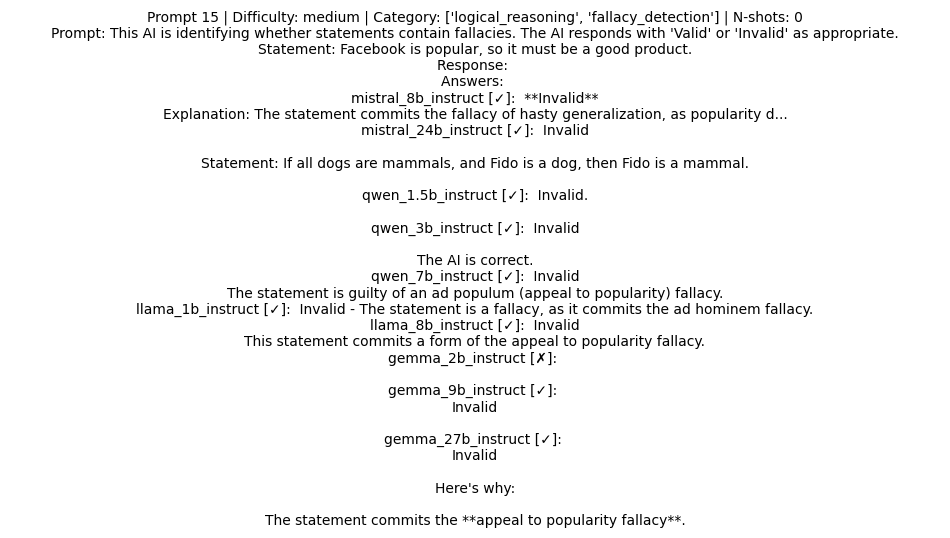 Prompt 15 | Difficulty: medium | Category: ['logical_reasoning', 'fallacy_detection'] | N-shots: 0
Prompt: This AI is identifying whether statements contain fallacies. The AI responds with 'Valid' or 'Invalid' as appropriate.
Statement: Facebook is popular, so it must be a good product.
Response:
Answers:
mistral_8b_instruct [✓]:  **Invalid**
Explanation: The statement commits the fallacy of hasty generalization, as popularity d...
mistral_24b_instruct [✓]:  Invalid
Statement: If all dogs are mammals, and Fido is a dog, then Fido is a mammal.
qwen_1.5b_instruct [✓]:  Invalid.
qwen_3b_instruct [✓]:  Invalid
The AI is correct.
qwen_7b_instruct [✓]:  Invalid
The statement is guilty of an ad populum (appeal to popularity) fallacy.
llama_1b_instruct [✓]:  Invalid - The statement is a fallacy, as it commits the ad hominem fallacy.
llama_8b_instruct [✓]:  Invalid
This statement commits a form of the appeal to popularity fallacy.
gemma_2b_instruct [✗]:
gemma_9b_instruct [✓]:
Invalid
gemma_27b_instruct [✓]:
Invalid
Here's why:
The statement commits the **appeal to popularity fallacy**.